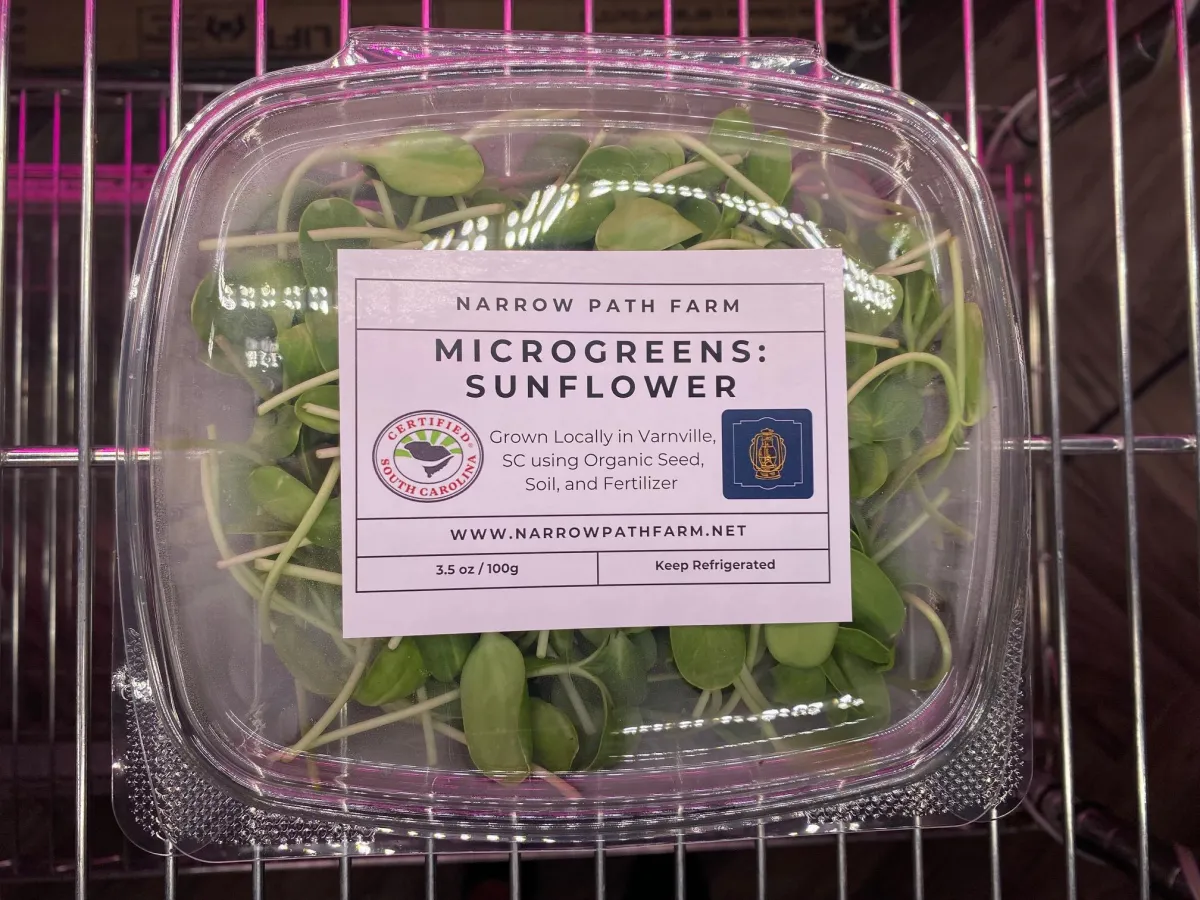 LIFT
NARROW PATH FARM
MICROGREENS:
SUNFLOWER
CERTIFIED
SOUTH CAROLINA
Grown Locally in Varnville,
SC using Organic Seed,
Soil, and Fertilizer
WWW.NARROWPATHFARM.NET
3.5 oz / 100g
Keep Refrigerated